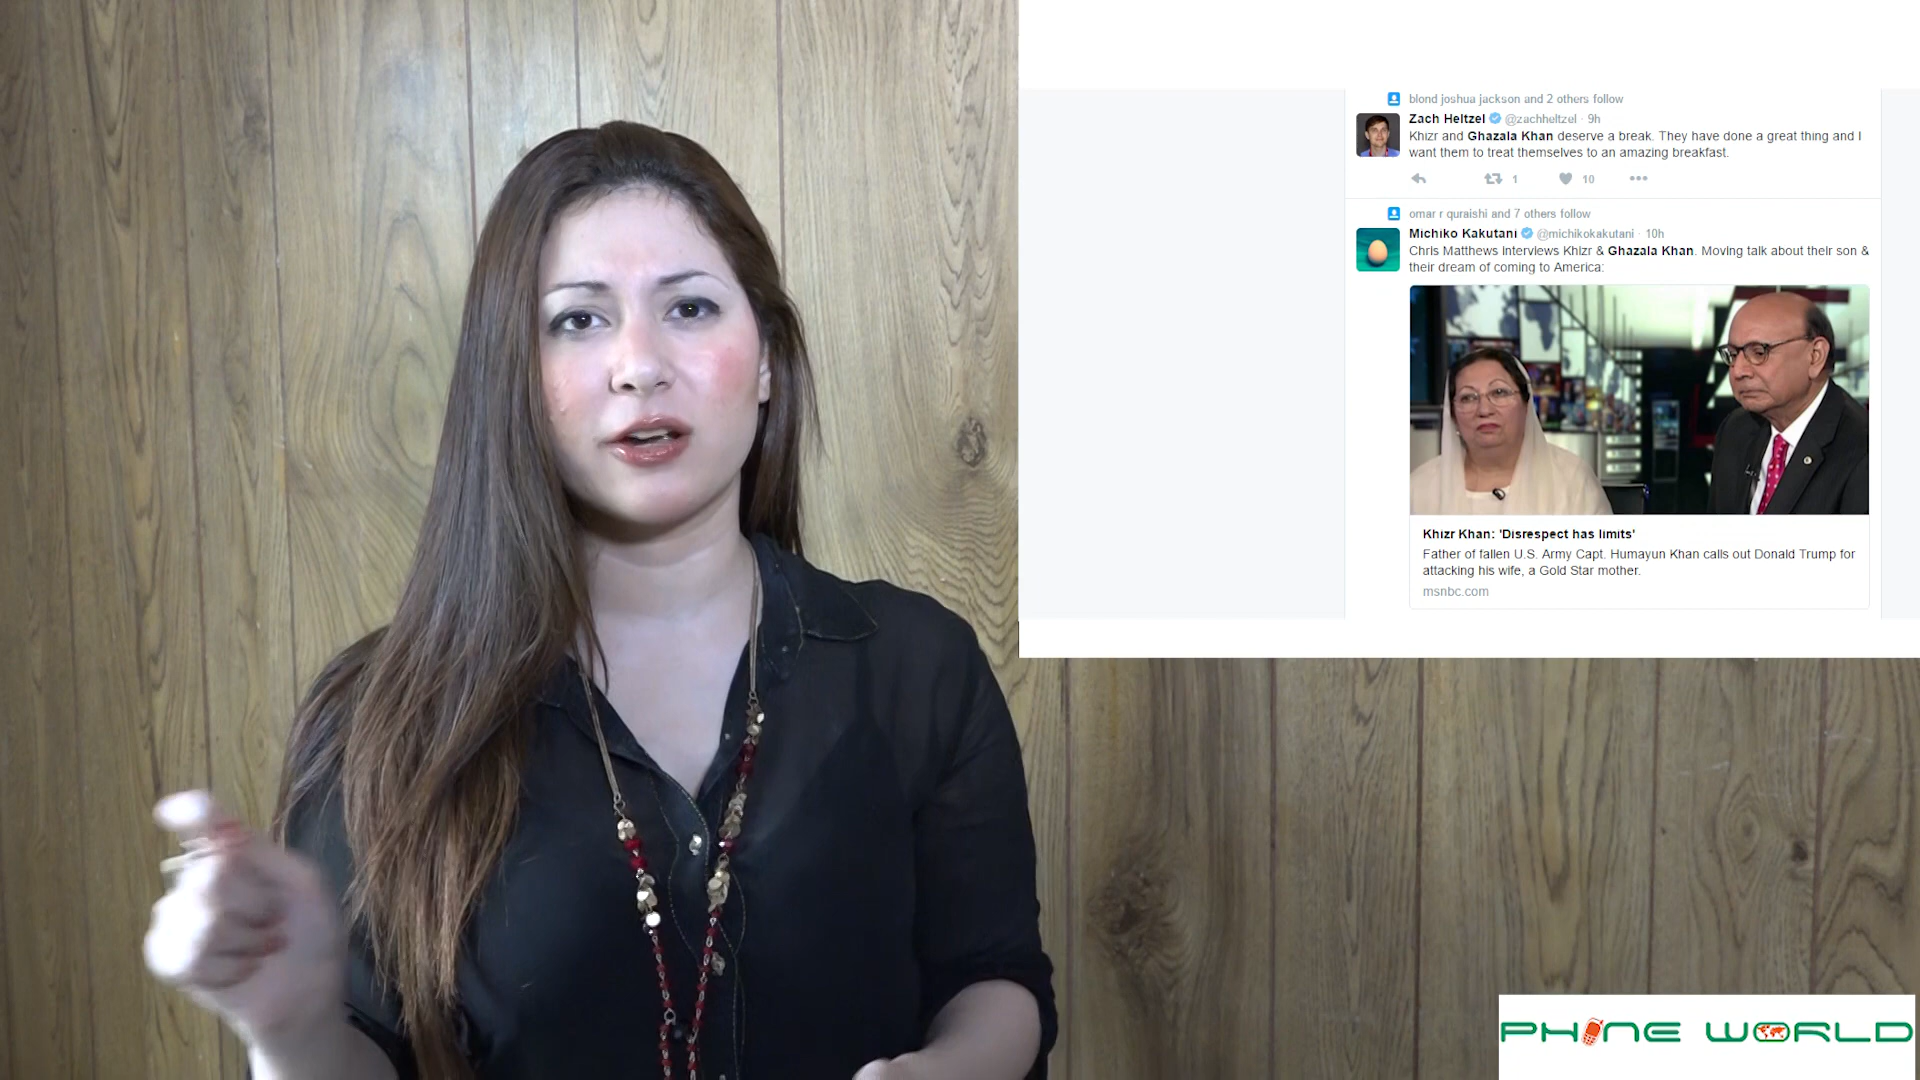 blond joshua jackson and 2 others follow
Zach Heltzel @zachheltzel · 9h
Khizr and Ghazala Khan deserve a break. They have done a great thing and I
want them to treat themselves to an amazing breakfast.
1 10
omar r quraishi and 7 others follow
Michiko Kakutani @michikokakutani · 10h
Chris Matthews interviews Khizr & Ghazala Khan. Moving talk about their son &
their dream of coming to America:
Khizr Khan: 'Disrespect has limits'
Father of fallen U.S. Army Capt. Humayun Khan calls out Donald Trump for
attacking his wife, a Gold Star mother.
msnbc.com
PHONE WORLD